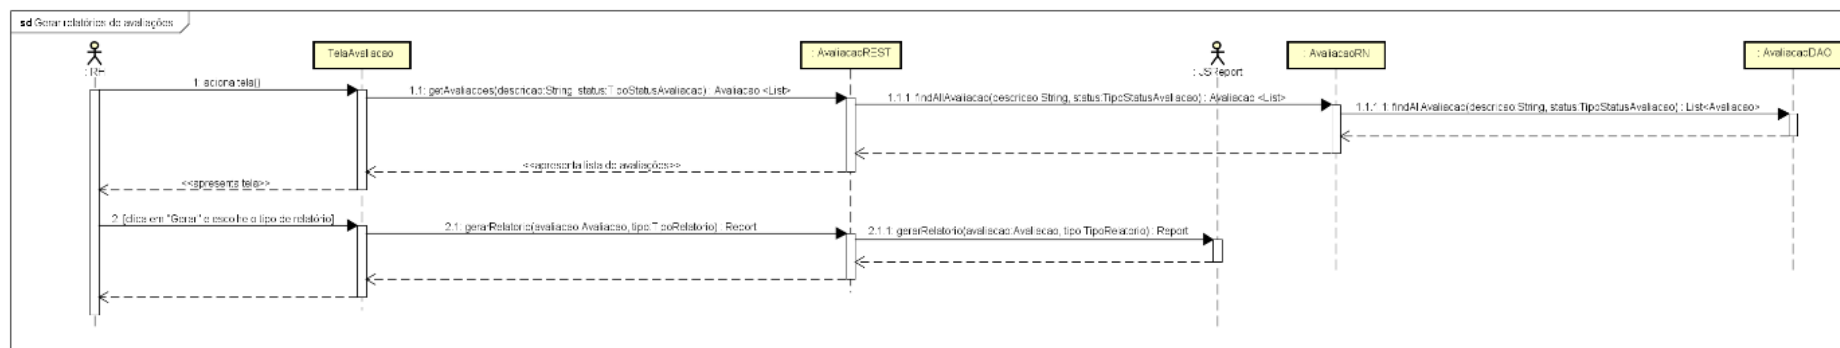 sd Gerar relatórios de avaliações
: RH
TelaAvaliacao
: AvaliacaoREST
: JSReport
: AvaliacaoRN
: AvaliacaoDAO
1: aciona tela()
1.1: getAvaliacoes(descricao:String, status:TipoStatusAvaliacao) : Avaliacao <List>
1.1.1: findAllAvaliacao(descricao:String, status:TipoStatusAvaliacao) : Avaliacao <List>
1.1.1.1: findAllAvaliacao(descricao:String, status:TipoStatusAvaliacao) : List<Avaliacao>
<<apresenta lista de avaliações>>
<<apresenta tela>>
2: [clica em "Gerar" e escolhe o tipo de relatório]
2.1: gerarRelatorio(avaliacao:Avaliacao, tipo:TipoRelatorio) : Report
2.1.1: gerarRelatorio(avaliacao:Avaliacao, tipo:TipoRelatorio) : Report